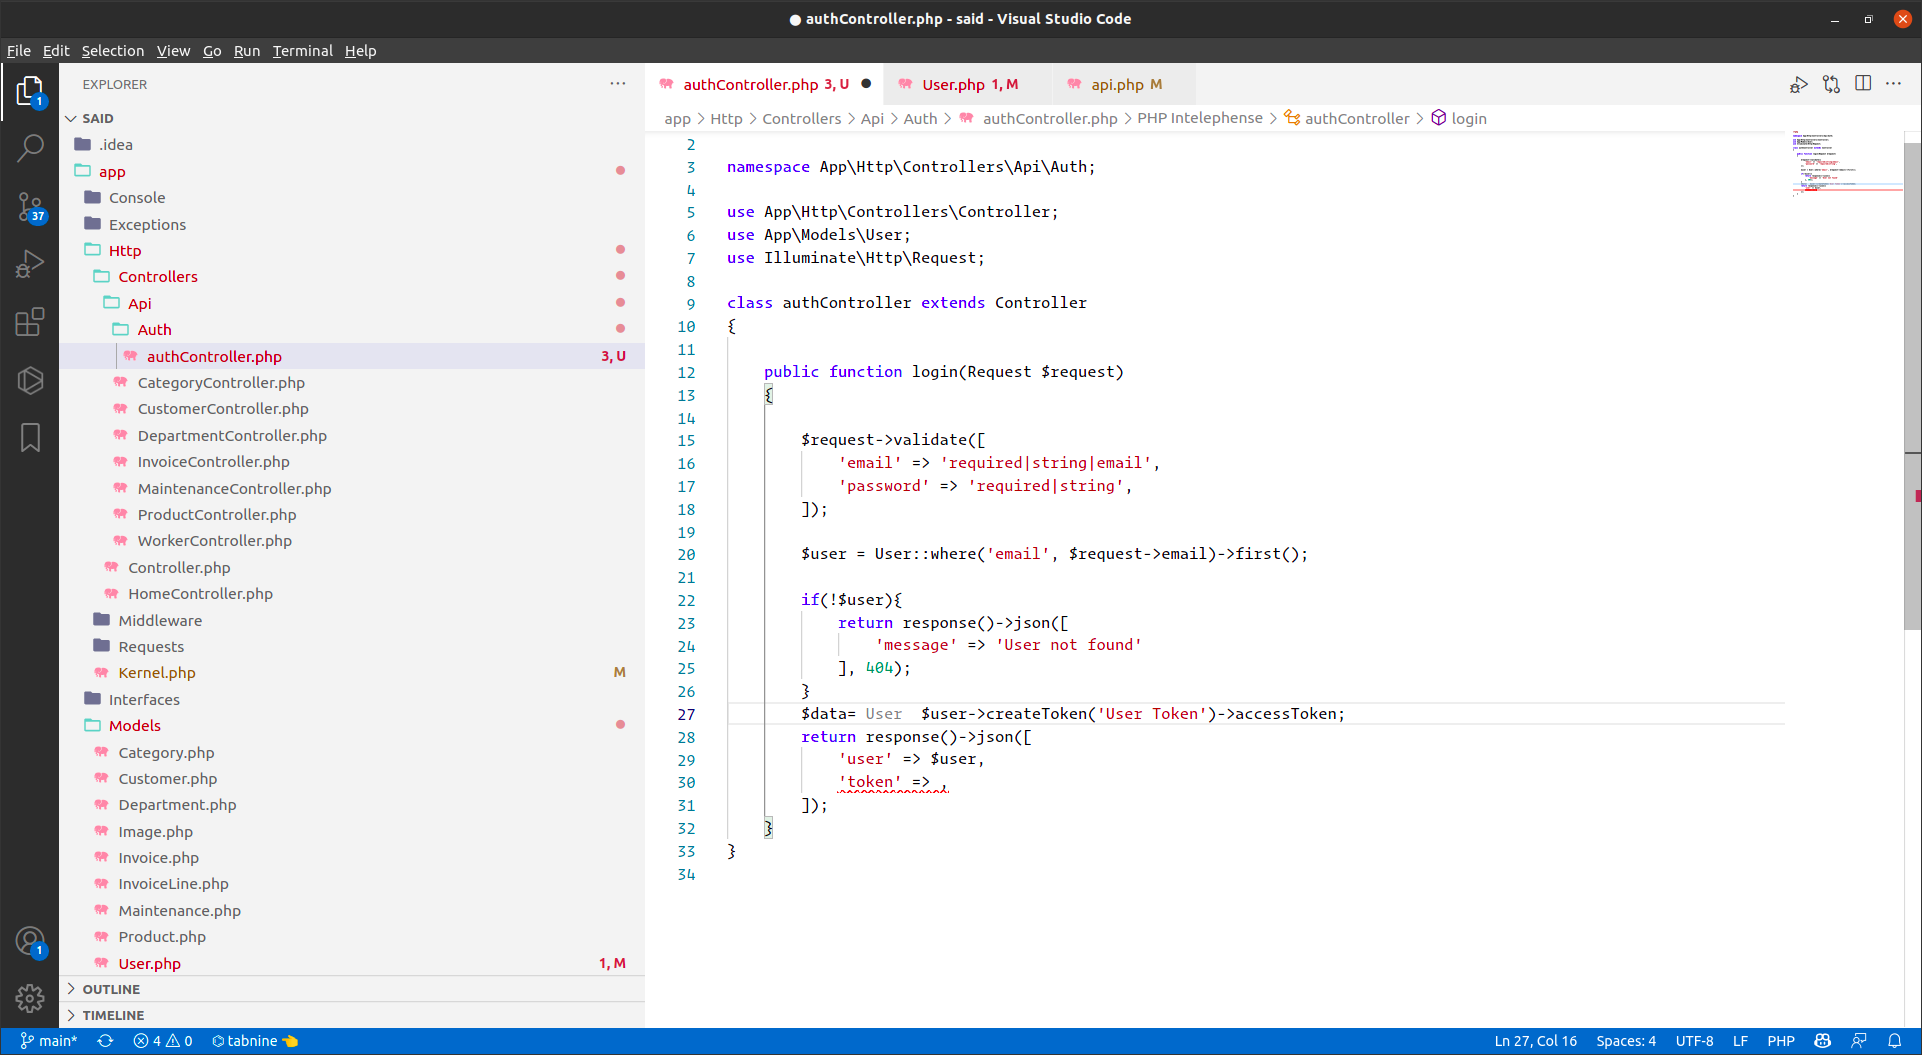 ● authController.php - said - Visual Studio Code
File Edit Selection View Go Run Terminal Help
1
37
1
EXPLORER
SAID
.idea
app
Console
Exceptions
Http
Controllers
Api
Auth
authController.php 3, U
CategoryController.php
CustomerController.php
DepartmentController.php
InvoiceController.php
MaintenanceController.php
ProductController.php
WorkerController.php
Controller.php
HomeController.php
Middleware
Requests
Kernel.php M
Interfaces
Models
Category.php
Customer.php
Department.php
Image.php
Invoice.php
InvoiceLine.php
Maintenance.php
Product.php
User.php 1, M
OUTLINE
TIMELINE
authController.php 3, U ● User.php 1, M api.php M
app > Http > Controllers > Api > Auth > authController.php > PHP Intelephense > authController > login
2
3 namespace App\Http\Controllers\Api\Auth;
4
5 use App\Http\Controllers\Controller;
6 use App\Models\User;
7 use Illuminate\Http\Request;
8
9 class authController extends Controller
10 {
11
12 public function login(Request $request)
13 {
14
15 $request->validate([
16 'email' => 'required|string|email',
17 'password' => 'required|string',
18 ]);
19
20 $user = User::where('email', $request->email)->first();
21
22 if(!$user){
23 return response()->json([
24 'message' => 'User not found'
25 ], 404);
26 }
27 $data= User $user->createToken('User Token')->accessToken;
28 return response()->json([
29 'user' => $user,
30 'token' => ,
31 ]);
32 }
33 }
34
main* 4 0 tabnine Ln 27, Col 16 Spaces: 4 UTF-8 LF PHP